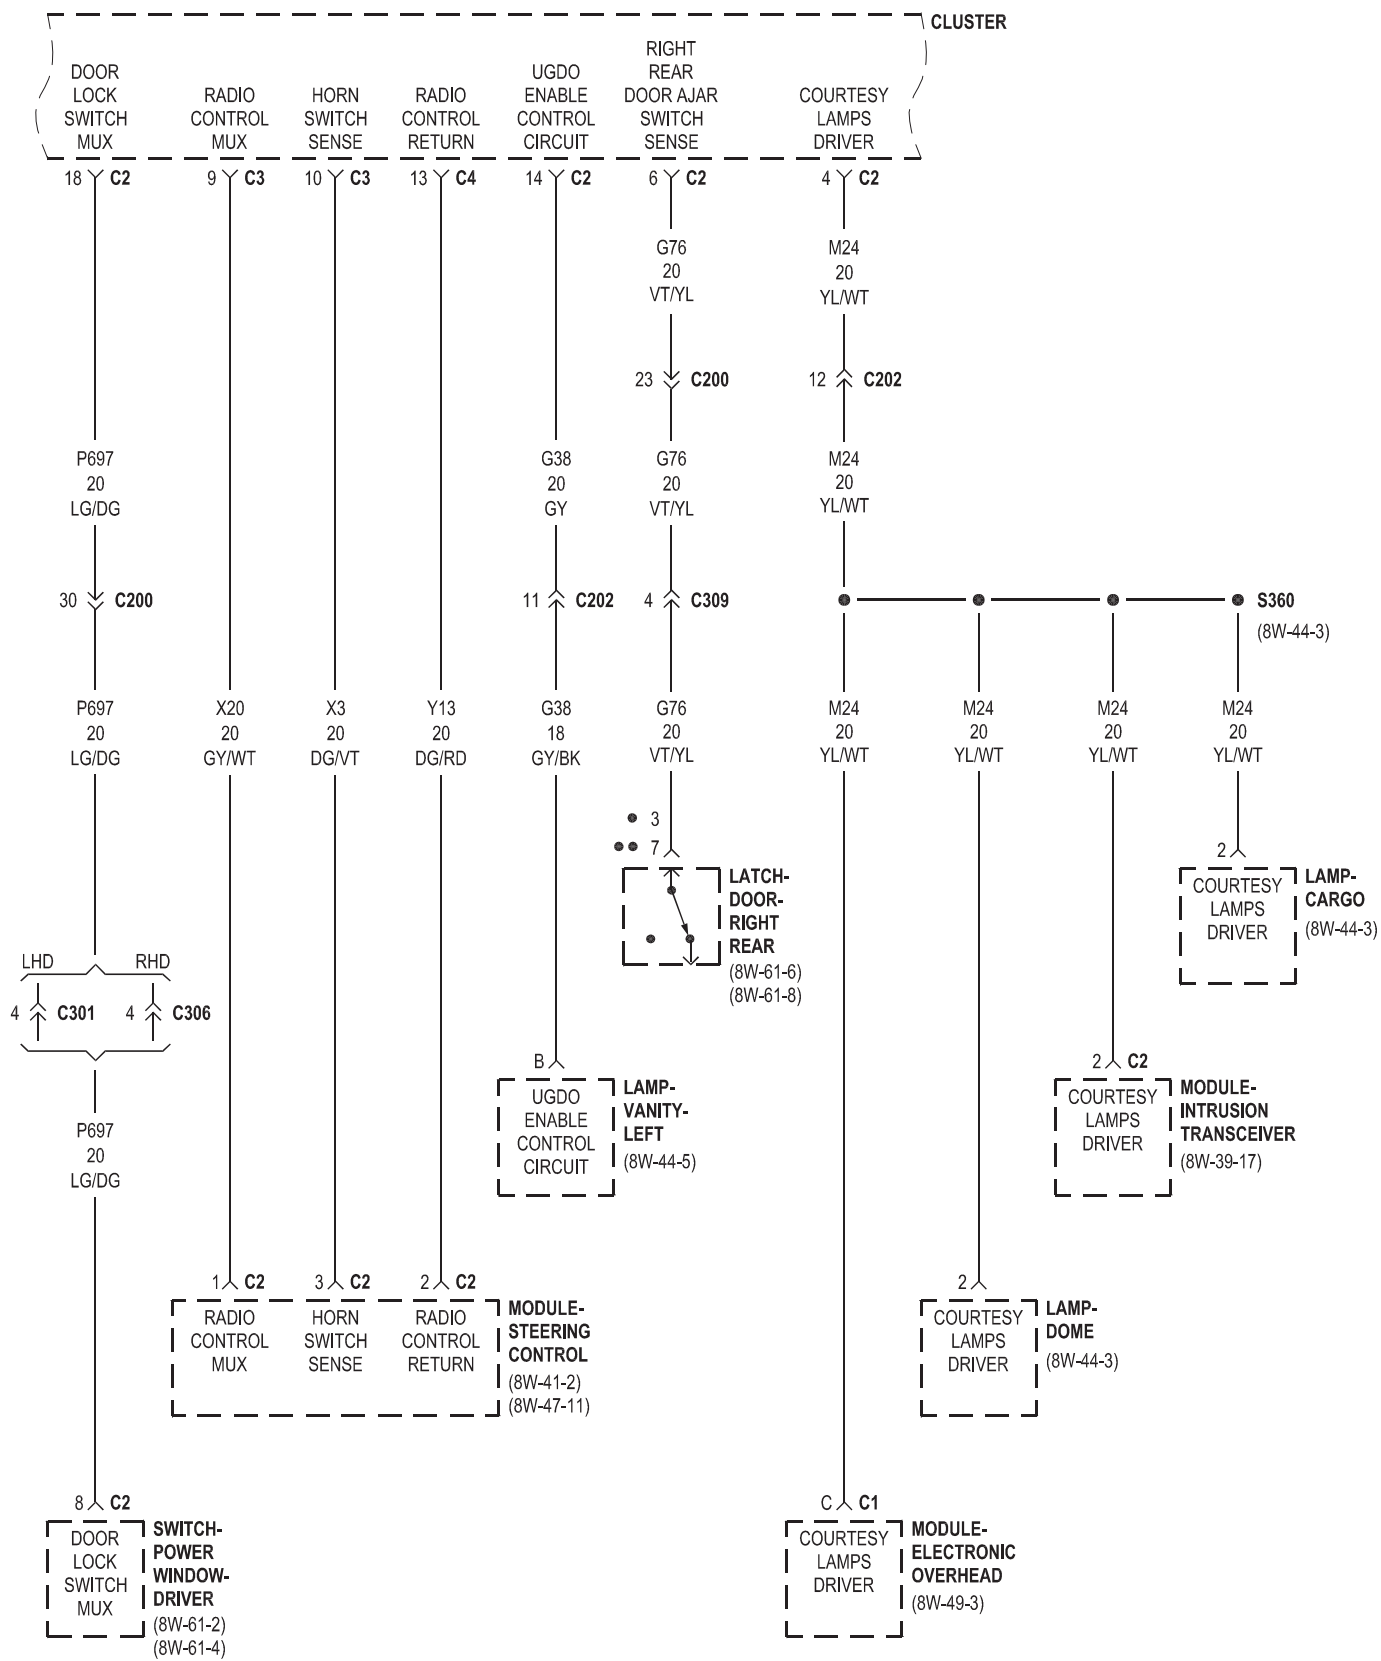 CLUSTER
DOOR
LOCK
SWITCH
MUX
RADIO
CONTROL
MUX
HORN
SWITCH
SENSE
RADIO
CONTROL
RETURN
UGDO
ENABLE
CONTROL
CIRCUIT
RIGHT
REAR
DOOR AJAR
SWITCH
SENSE
COURTESY
LAMPS
DRIVER
18 C2
9 C3
10 C3
13 C4
14 C2
6 C2
4 C2
G76
20
VT/YL
M24
20
YL/WT
23 C200
12 C202
P697
20
LG/DG
G38
20
GY
G76
20
VT/YL
M24
20
YL/WT
30 C200
11 C202
4 C309
S360
(8W-44-3)
P697
20
LG/DG
X20
20
GY/WT
X3
20
DG/VT
Y13
20
DG/RD
G38
18
GY/BK
G76
20
VT/YL
M24
20
YL/WT
M24
20
YL/WT
M24
20
YL/WT
M24
20
YL/WT
3
7
LATCH-
DOOR-
RIGHT
REAR
(8W-61-6)
(8W-61-8)
2
COURTESY
LAMPS
DRIVER
LAMP-
CARGO
(8W-44-3)
LHD
RHD
4 C301
4 C306
B
UGDO
ENABLE
CONTROL
CIRCUIT
LAMP-
VANITY-
LEFT
(8W-44-5)
2 C2
COURTESY
LAMPS
DRIVER
MODULE-
INTRUSION
TRANSCEIVER
(8W-39-17)
P697
20
LG/DG
1 C2
3 C2
2 C2
RADIO
CONTROL
MUX
HORN
SWITCH
SENSE
RADIO
CONTROL
RETURN
MODULE-
STEERING
CONTROL
(8W-41-2)
(8W-47-11)
2
COURTESY
LAMPS
DRIVER
LAMP-
DOME
(8W-44-3)
8 C2
DOOR
LOCK
SWITCH
MUX
SWITCH-
POWER
WINDOW-
DRIVER
(8W-61-2)
(8W-61-4)
C C1
COURTESY
LAMPS
DRIVER
MODULE-
ELECTRONIC
OVERHEAD
(8W-49-3)